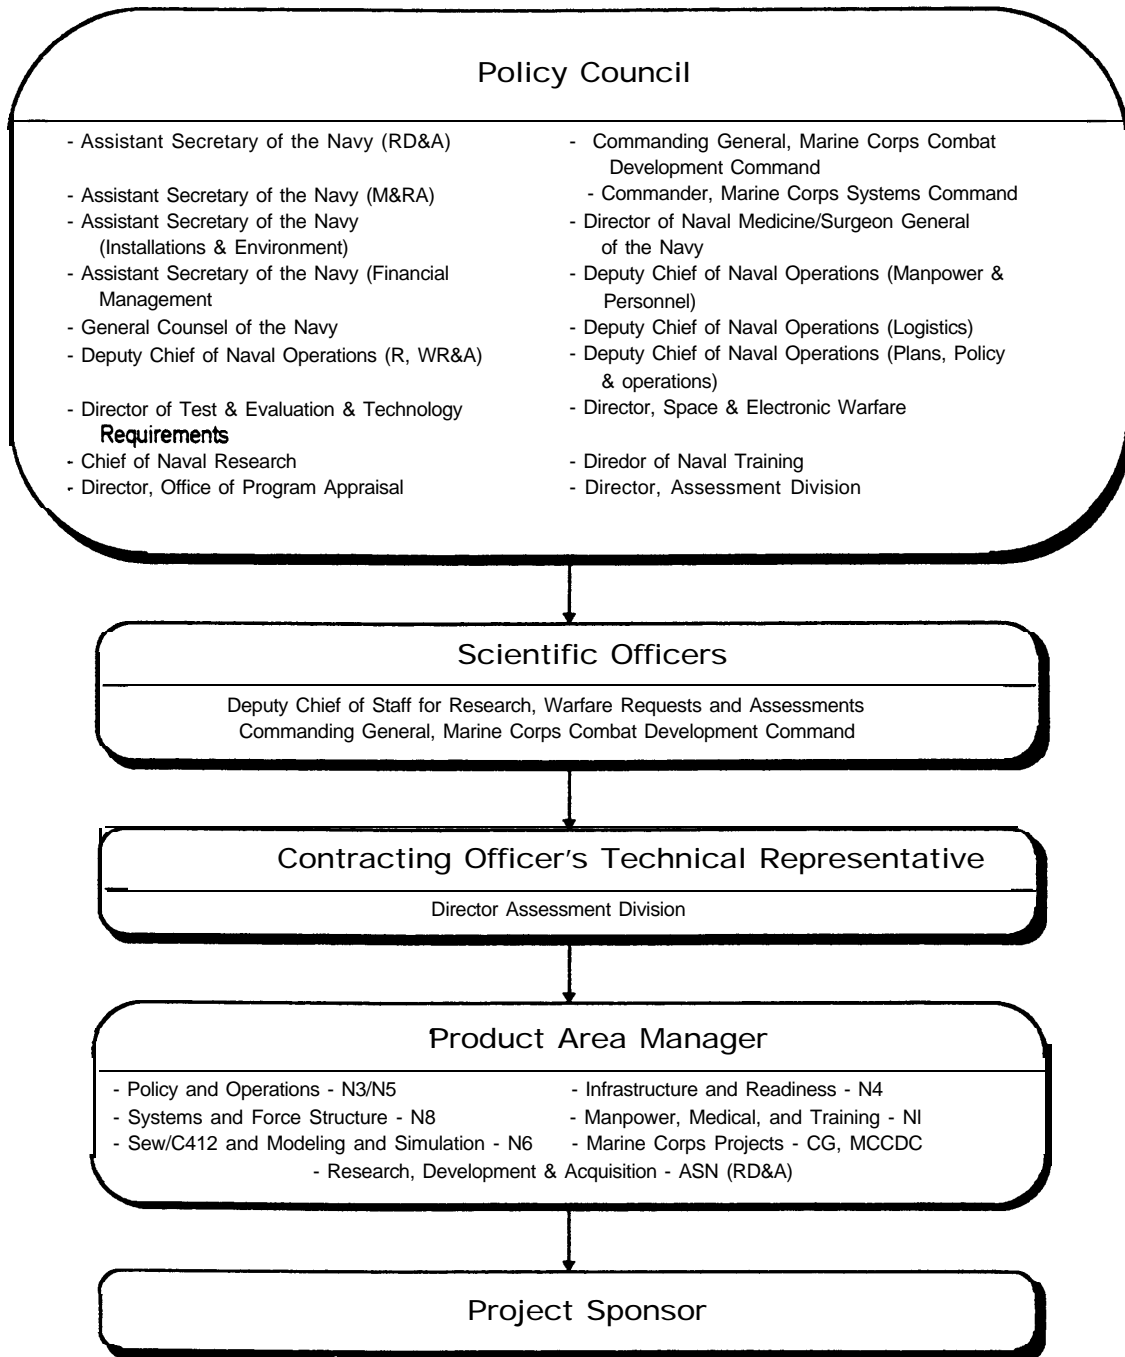 Policy Council
- Assistant Secretary of the Navy (RD&A)
- Assistant Secretary of the Navy (M&RA)
- Assistant Secretary of the Navy
(Installations & Environment)
- Assistant Secretary of the Navy (Financial
Management
- General Counsel of the Navy
- Deputy Chief of Naval Operations (R, WR&A)
- Director of Test & Evaluation & Technology
Requirements
- Chief of Naval Research
- Director, Office of Program Appraisal
- Commanding General, Marine Corps Combat
Development Command
- Commander, Marine Corps Systems Command
- Director of Naval Medicine/Surgeon General
of the Navy
- Deputy Chief of Naval Operations (Manpower &
Personnel)
- Deputy Chief of Naval Operations (Logistics)
- Deputy Chief of Naval Operations (Plans, Policy
& operations)
- Director, Space & Electronic Warfare
- Diredor of Naval Training
- Director, Assessment Division
Scientific Officers
Deputy Chief of Staff for Research, Warfare Requests and Assessments
Commanding General, Marine Corps Combat Development Command
Contracting Officer's Technical Representative
Director Assessment Division
Product Area Manager
- Policy and Operations - N3/N5
- Systems and Force Structure - N8
- Sew/C412 and Modeling and Simulation - N6
- Infrastructure and Readiness - N4
- Manpower, Medical, and Training - NI
- Marine Corps Projects - CG, MCCDC
- Research, Development & Acquisition - ASN (RD&A)
Project Sponsor